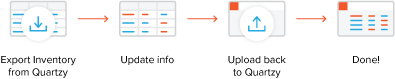 Export Inventory
from Quartzy
Update info
Upload back
to Quartzy
Done!